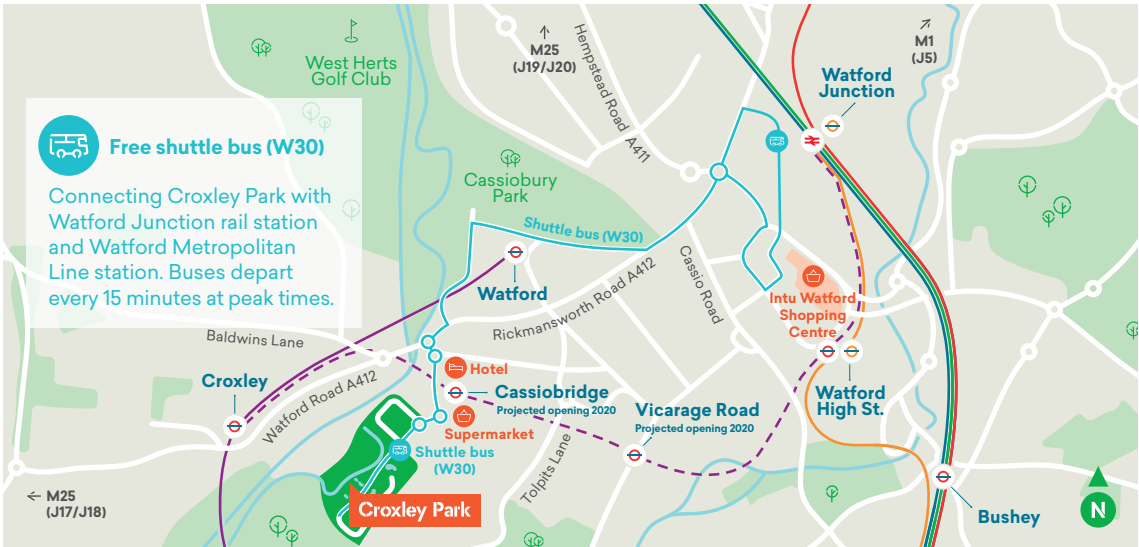 West Herts
Golf Club
M25
(J19/J20)
Hempstead Road A411
M1
(J5)
Watford
Junction
Free shuttle bus (W30)
Connecting Croxley Park with
Watford Junction rail station
and Watford Metropolitan
Line station. Buses depart
every 15 minutes at peak times.
Cassiobury
Park
Shuttle bus (W30)
Watford
Cassio Road
Rickmansworth Road A412
Intu Watford
Shopping
Centre
Baldwins Lane
Croxley
Watford Road A412
Hotel
Cassiobridge
Projected opening 2020
Supermarket
Vicarage Road
Projected opening 2020
Watford
High St.
Shuttle bus
(W30)
Tolpits Lane
M25
(J17/J18)
Croxley Park
Bushey
N